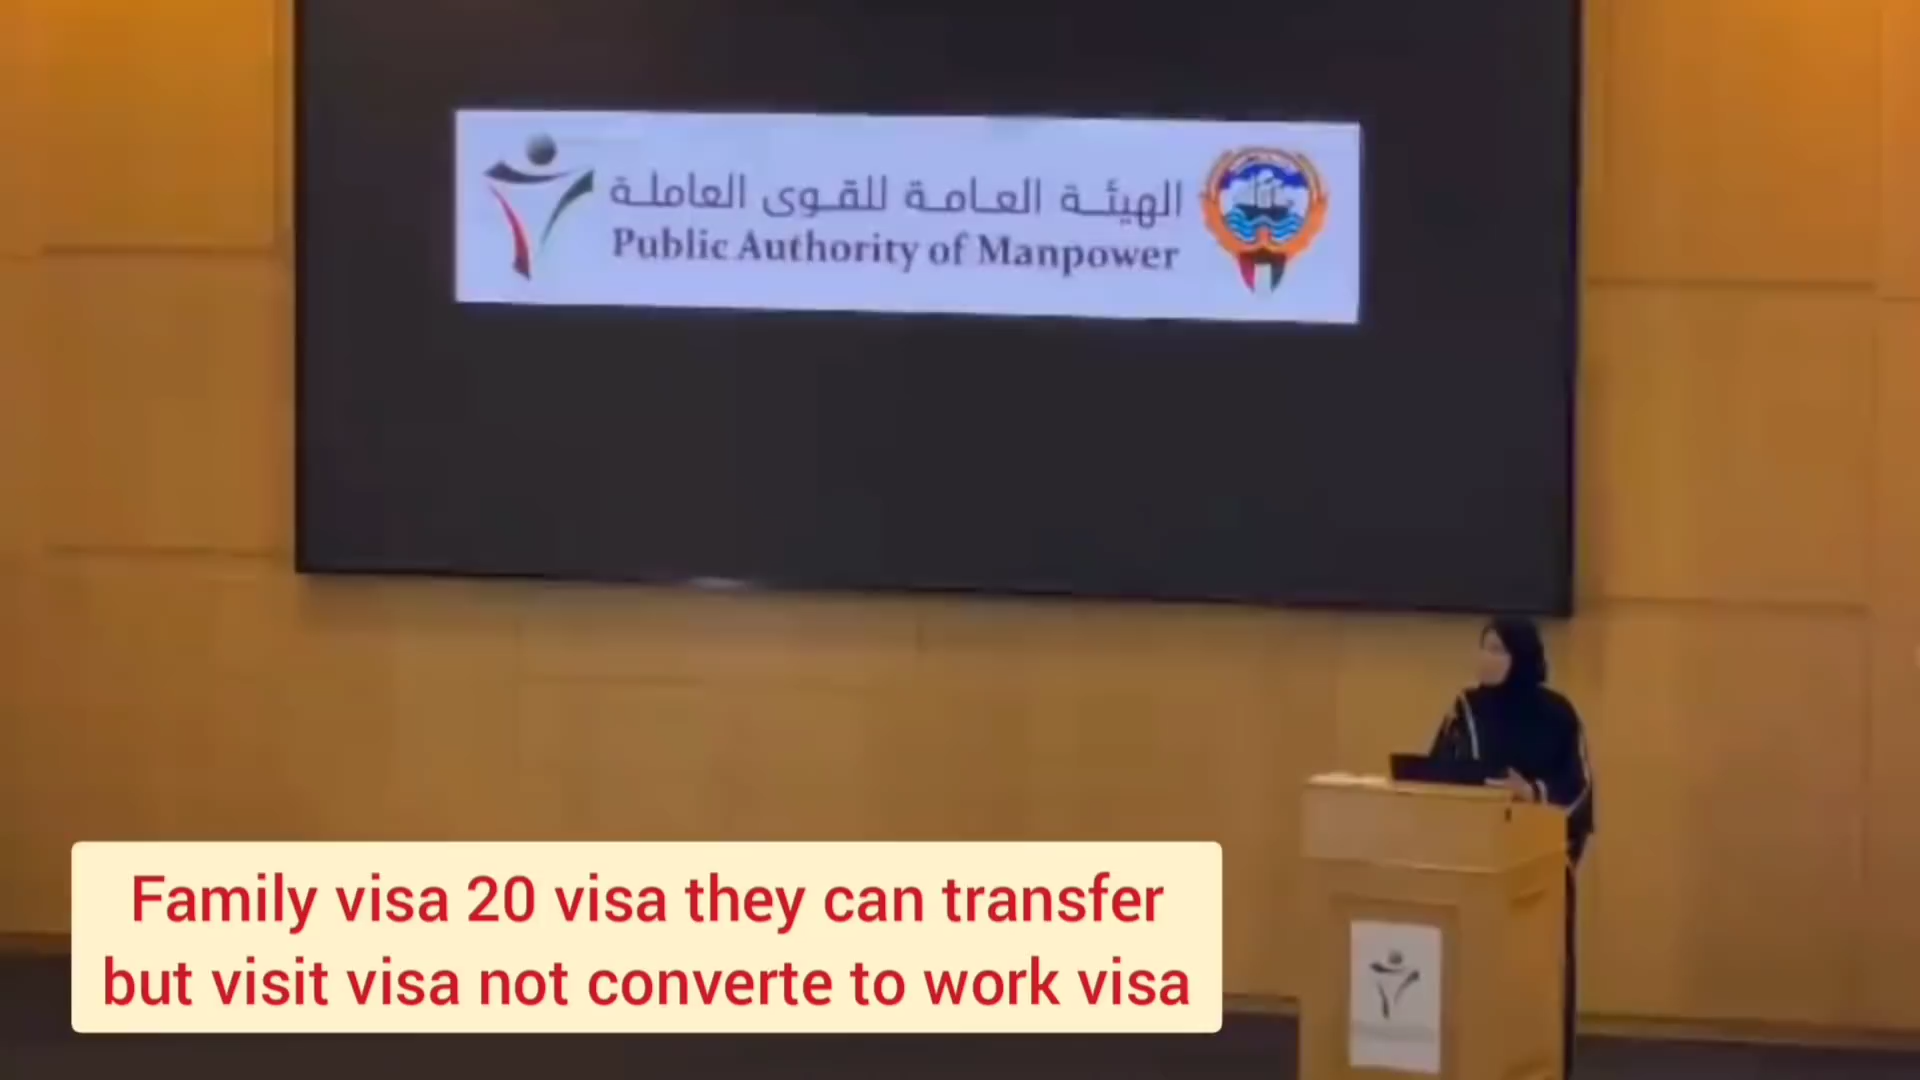 الهيئة العامة للقوى العاملة
Public Authority of Manpower
Family visa 20 visa they can transfer
but visit visa not converte to work visa